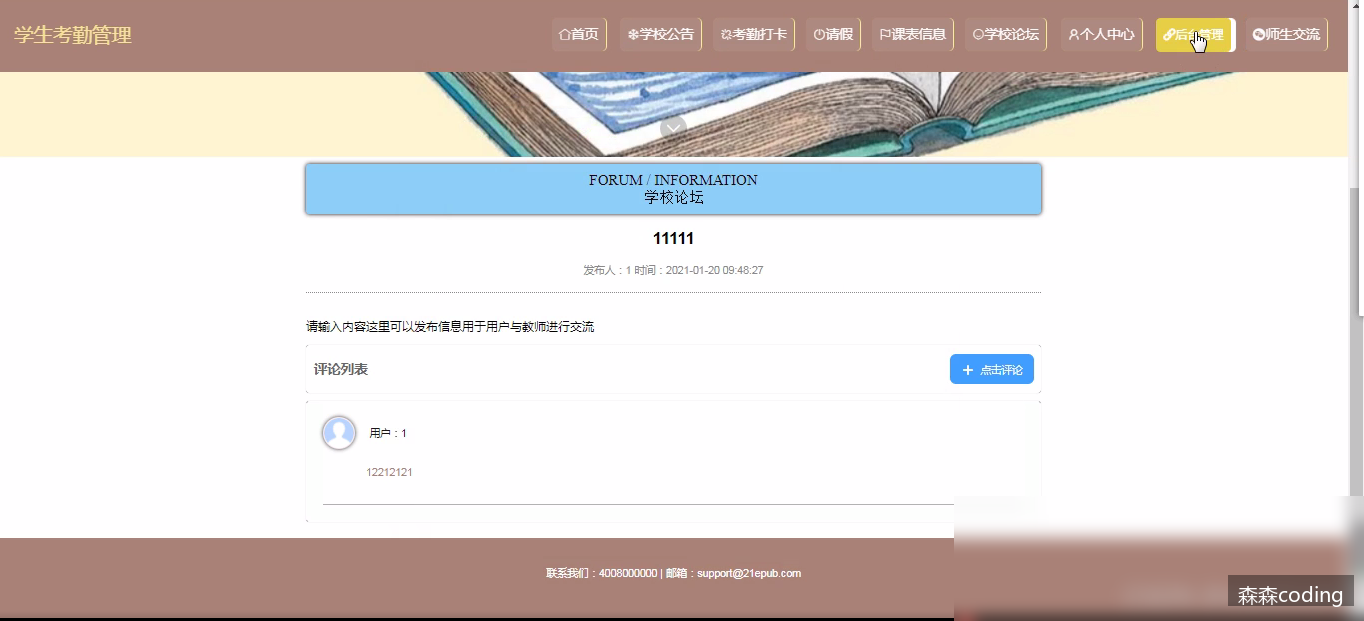 学生考勤管理
首页 学校公告 考勤打卡 请假 课表信息 学校论坛 个人中心 后台管理 师生交流
FORUM / INFORMATION
学校论坛
11111
发布人：1 时间：2021-01-20 09:48:27
请输入内容这里可以发布信息用于用户与教师进行交流
评论列表
点击评论
用户：1
12212121
联系我们：4008000000 | 邮箱：support@21epub.com
森森coding